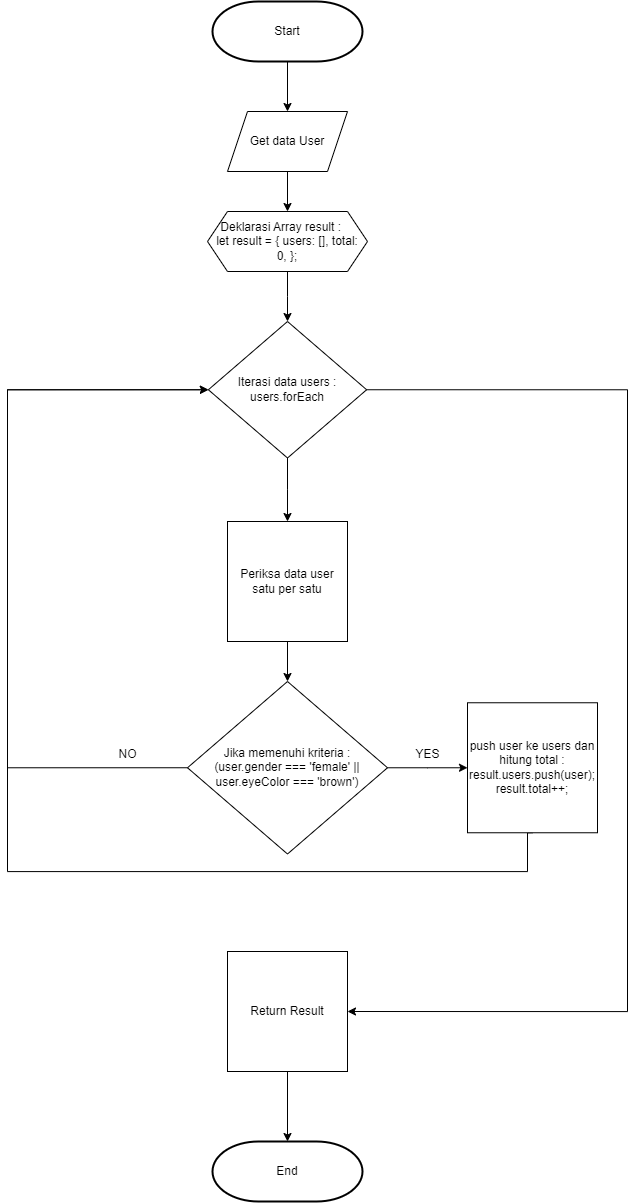 Start
Get data User
Deklarasi Array result :
let result = { users: [], total:
0, };
Iterasi data users :
users.forEach
Periksa data user
satu per satu
Jika memenuhi kriteria :
(user.gender === 'female' ||
user.eyeColor === 'brown')
NO
YES
push user ke users dan
hitung total :
result.users.push(user);
result.total++;
Return Result
End